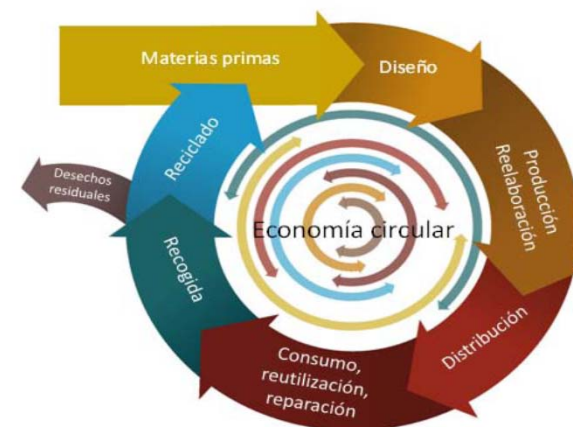 Materias primas
Diseño
Producción
Reelaboración
Distribución
Consumo,
reutilización,
reparación
Recogida
Desechos
residuales
Reciclado
Economía circular